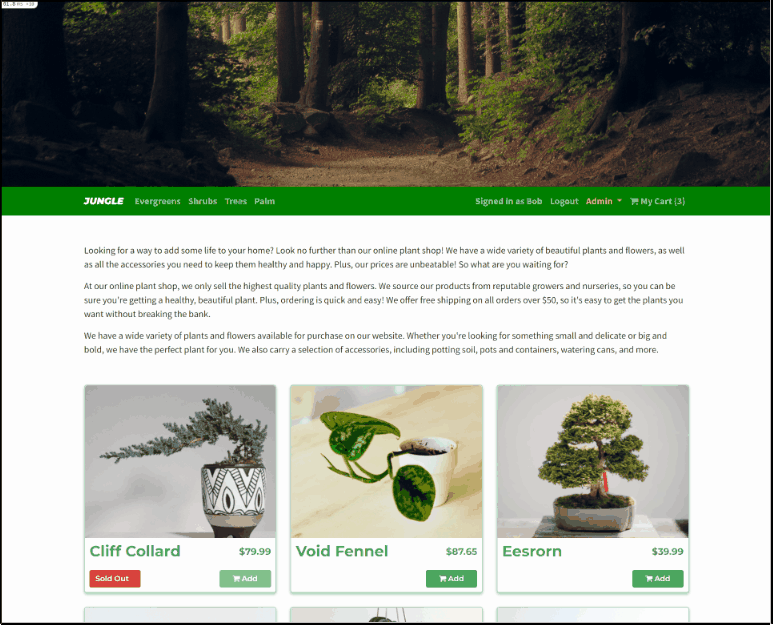 JUNGLE Evergreens Shrubs Trees Palm Signed in as Bob Logout Admin My Cart (3)
Looking for a way to add some life to your home? Look no further than our online plant shop! We have a wide variety of beautiful plants and flowers, as well
as all the accessories you need to keep them healthy and happy. Plus, our prices are unbeatable! So what are you waiting for?
At our online plant shop, we only sell the highest quality plants and flowers. We source our products from reputable growers and nurseries, so you can be
sure you're getting a healthy, beautiful plant. Plus, ordering is quick and easy! We offer free shipping on all orders over $50, so it's easy to get the plants you
want without breaking the bank.
We have a wide variety of plants and flowers available for purchase on our website. Whether you're looking for something small and delicate or big and
bold, we have the perfect plant for you. We also carry a selection of accessories, including potting soil, pots and containers, watering cans, and more.
Cliff Collard $79.99
Sold Out Add
Void Fennel $87.65
Add
Eesrorn $39.99
Add